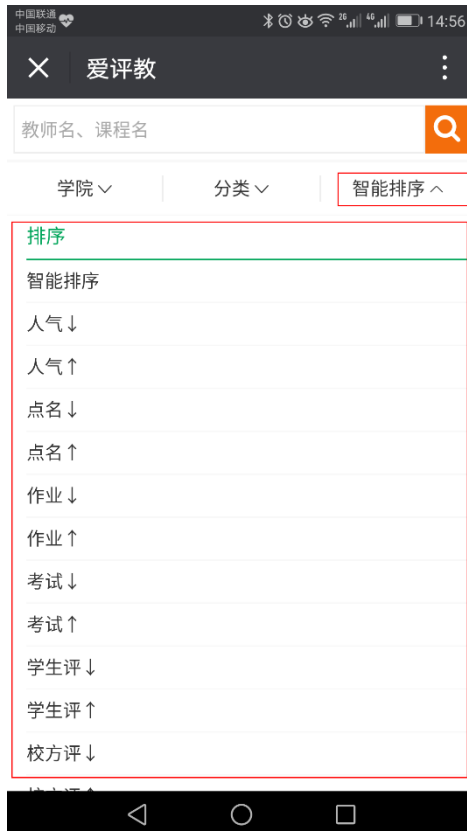 中国联通
中国移动
2G 4G 14:56
爱评教
教师名、课程名
学院 分类 智能排序
排序
智能排序
人气↓
人气↑
点名↓
点名↑
作业↓
作业↑
考试↓
考试↑
学生评↓
学生评↑
校方评↓